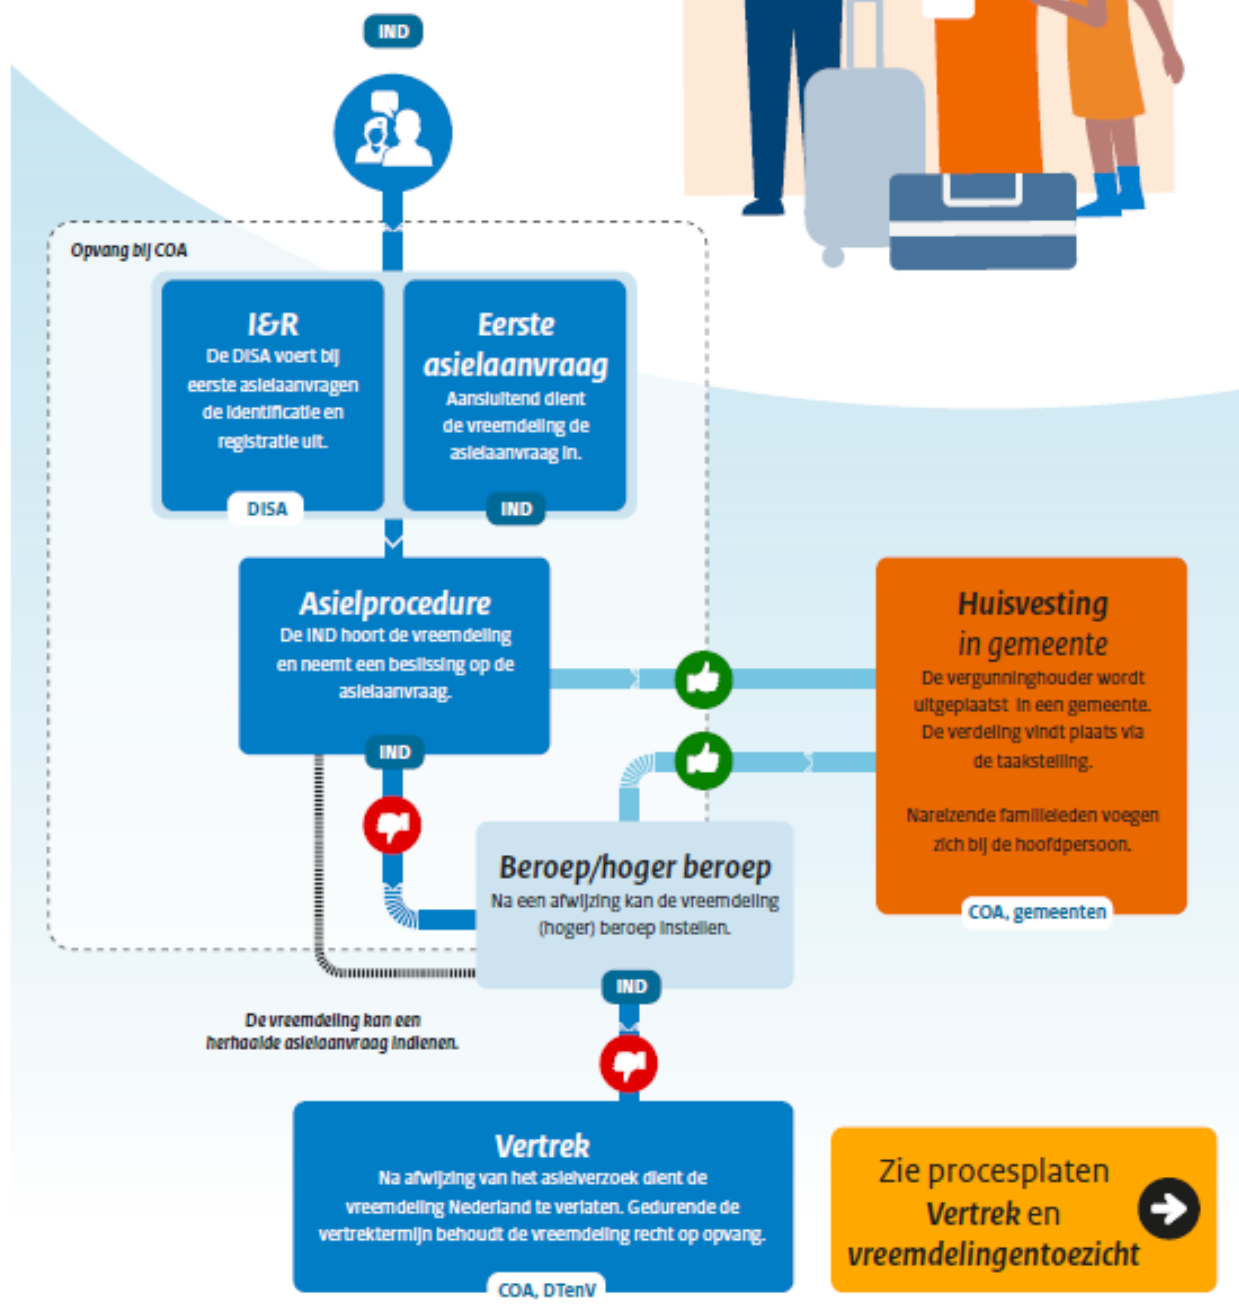 IND
Opvang bij COA
I&R
De DISA voert bij
eerste asielaanvragen
de identificatie en
registratie uit.
DISA
Eerste
asielaanvraag
Aansluitend dient
de vreemdeling de
asielaanvraag in.
IND
Asielprocedure
De IND hoort de vreemdeling
en neemt een beslissing op de
asielaanvraag.
IND
Huisvesting
in gemeente
De vergunninghouder wordt
uitgeplaatst in een gemeente.
De verdeling vindt plaats via
de taakstelling.
Nareizende familieleden voegen
zich bij de hoofdpersoon.
COA, gemeenten
Beroep/hoger beroep
Na een afwijzing kan de vreemdeling
(hoger) beroep instellen.
IND
De vreemdeling kan een
herhaalde asielaanvraag indienen.
Vertrek
Na afwijzing van het asielverzoek dient de
vreemdeling Nederland te verlaten. Gedurende de
vertrektermijn behoudt de vreemdeling recht op opvang.
COA, DTenV
Zie procesplaten
Vertrek en
vreemdelingentoezicht